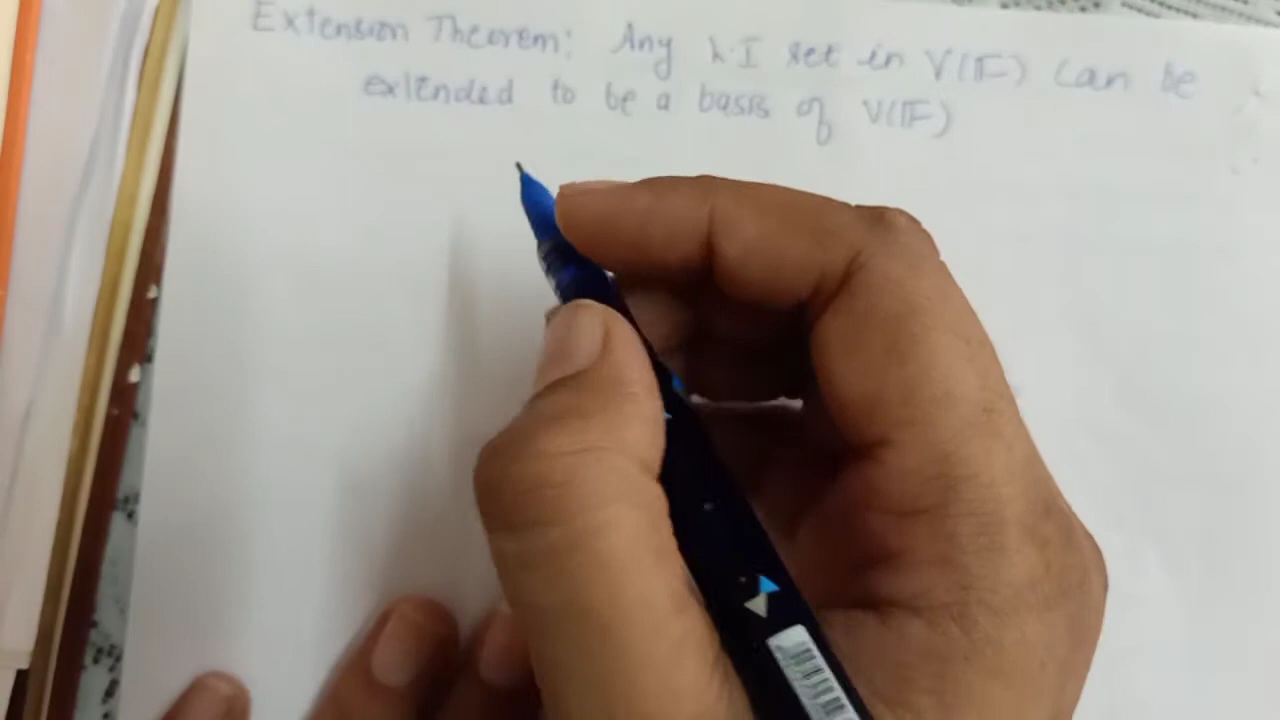 Extension Theorem: Any L.I set in V(F) can be
extended to be a basis of V(F)